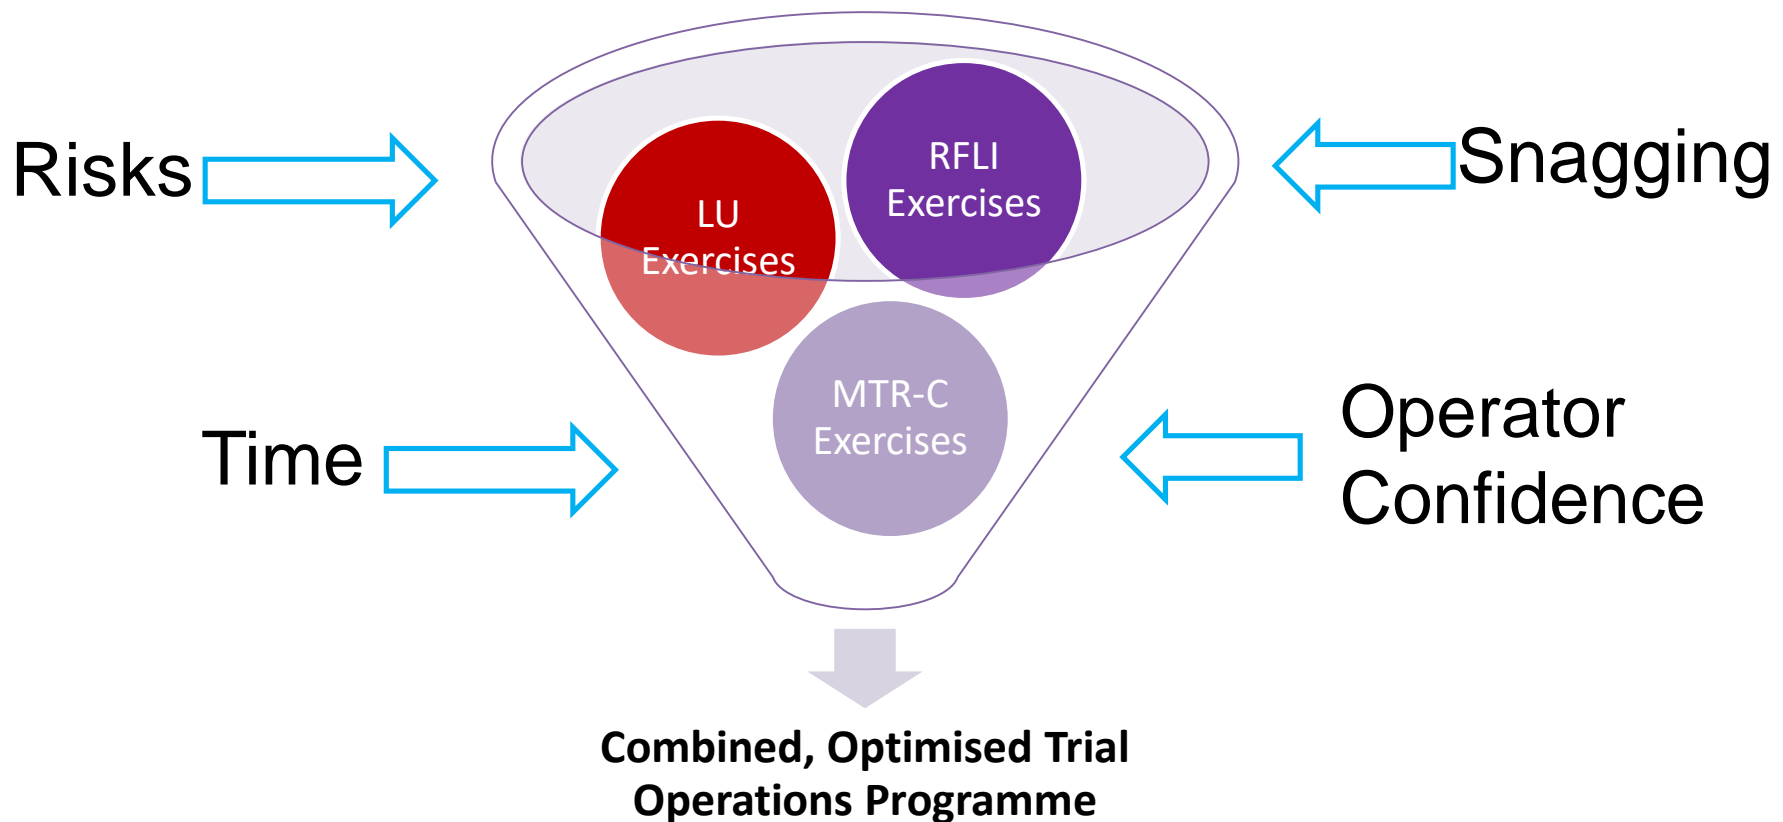 Risks
Snagging
RFLI
Exercises
LU
Exercises
MTR-C
Exercises
Time
Operator
Confidence
Combined, Optimised Trial
Operations Programme